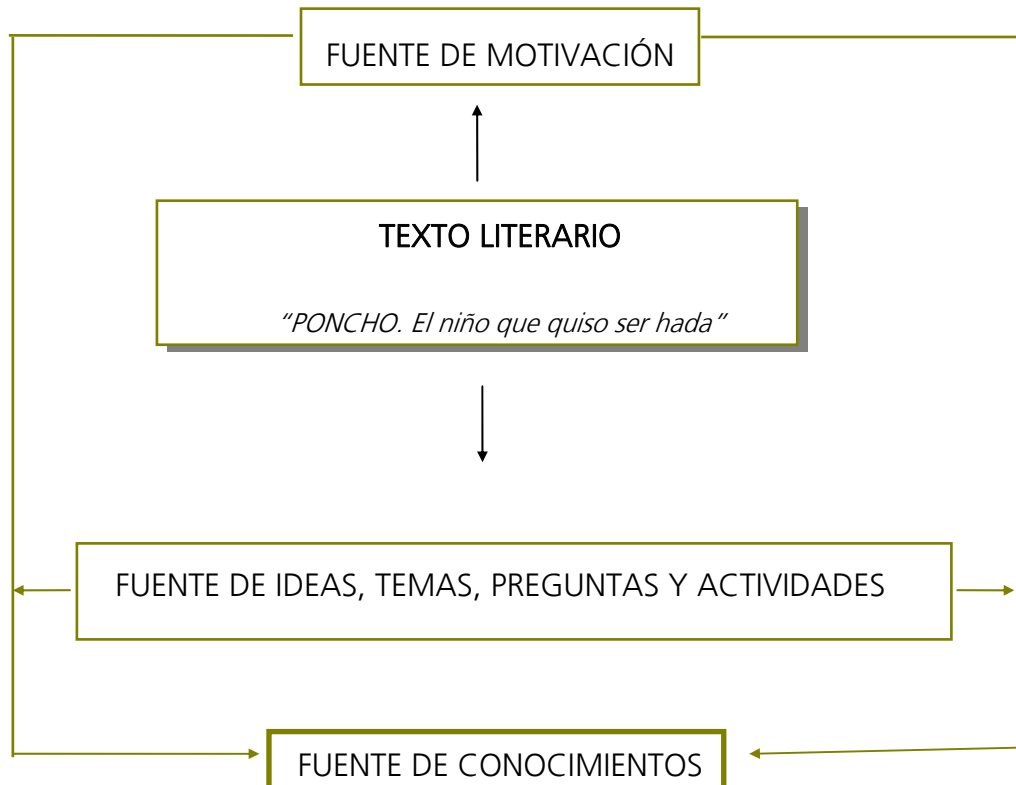 FUENTE DE MOTIVACIÓN
TEXTO LITERARIO
“PONCHO. El niño que quiso ser hada”
FUENTE DE IDEAS, TEMAS, PREGUNTAS Y ACTIVIDADES
FUENTE DE CONOCIMIENTOS